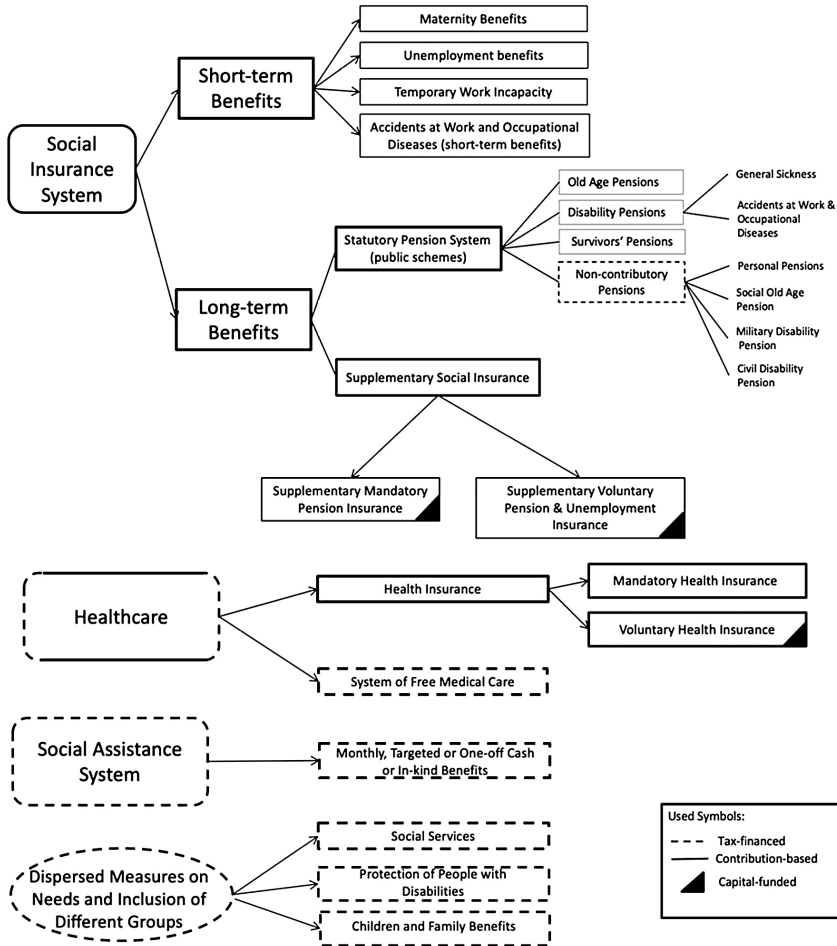 Social
Insurance
System
Short-term
Benefits
Maternity Benefits
Unemployment benefits
Temporary Work Incapacity
Accidents at Work and Occupational
Diseases (short-term benefits)
Long-term
Benefits
Statutory Pension System
(public schemes)
Old Age Pensions
Disability Pensions
General Sickness
Accidents at Work &
Occupational
Diseases
Survivors' Pensions
Non-contributory
Pensions
Personal Pensions
Social Old Age
Pension
Military Disability
Pension
Civil Disability
Pension
Supplementary Social Insurance
Supplementary Mandatory
Pension Insurance
Supplementary Voluntary
Pension & Unemployment
Insurance
Healthcare
Health Insurance
Mandatory Health Insurance
Voluntary Health Insurance
System of Free Medical Care
Social Assistance
System
Monthly, Targeted or One-off Cash
or In-kind Benefits
Dispersed Measures on
Needs and Inclusion of
Different Groups
Social Services
Protection of People with
Disabilities
Children and Family Benefits
Used Symbols:
Tax-financed
Contribution-based
Capital-funded